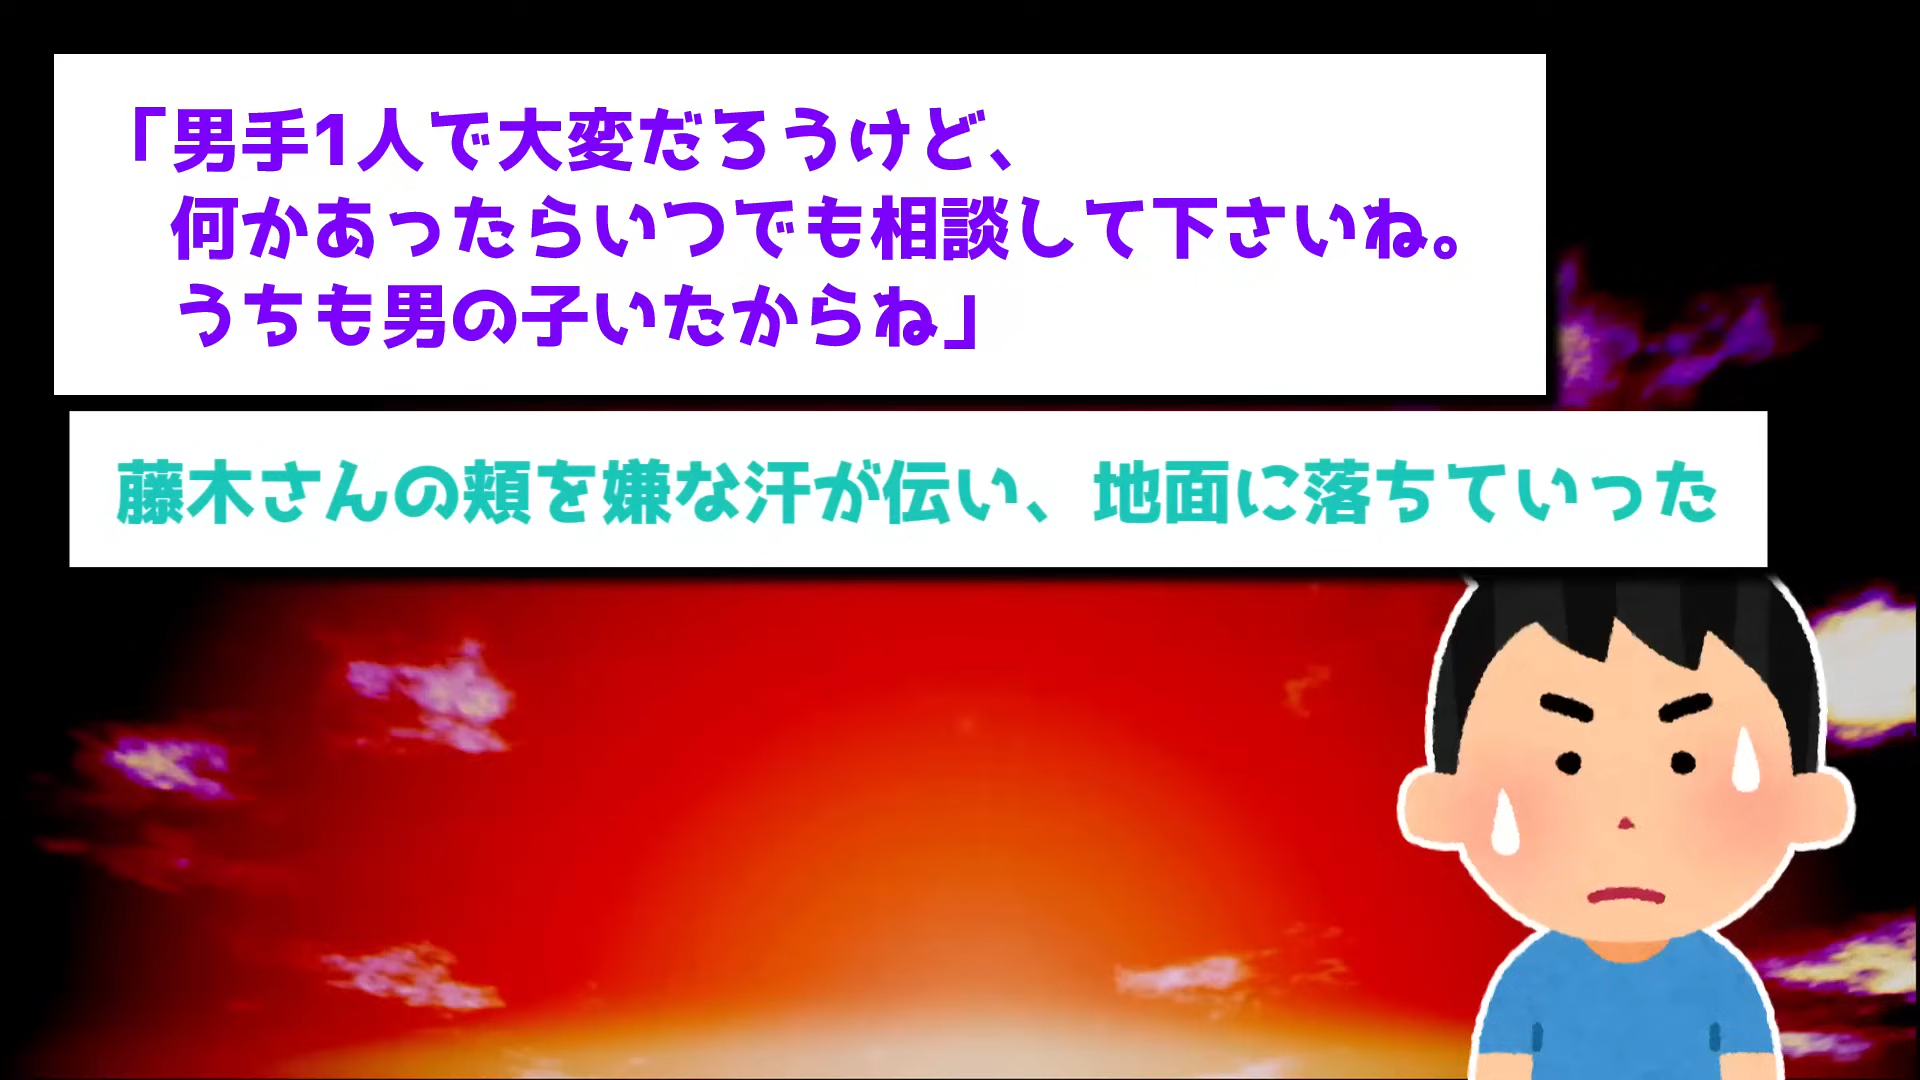 「男手1人で大変だろうけど、
何かあったらいつでも相談して下さいね。
うちも男の子いたからね」
藤木さんの頬を嫌な汗が伝い、地面に落ちていった